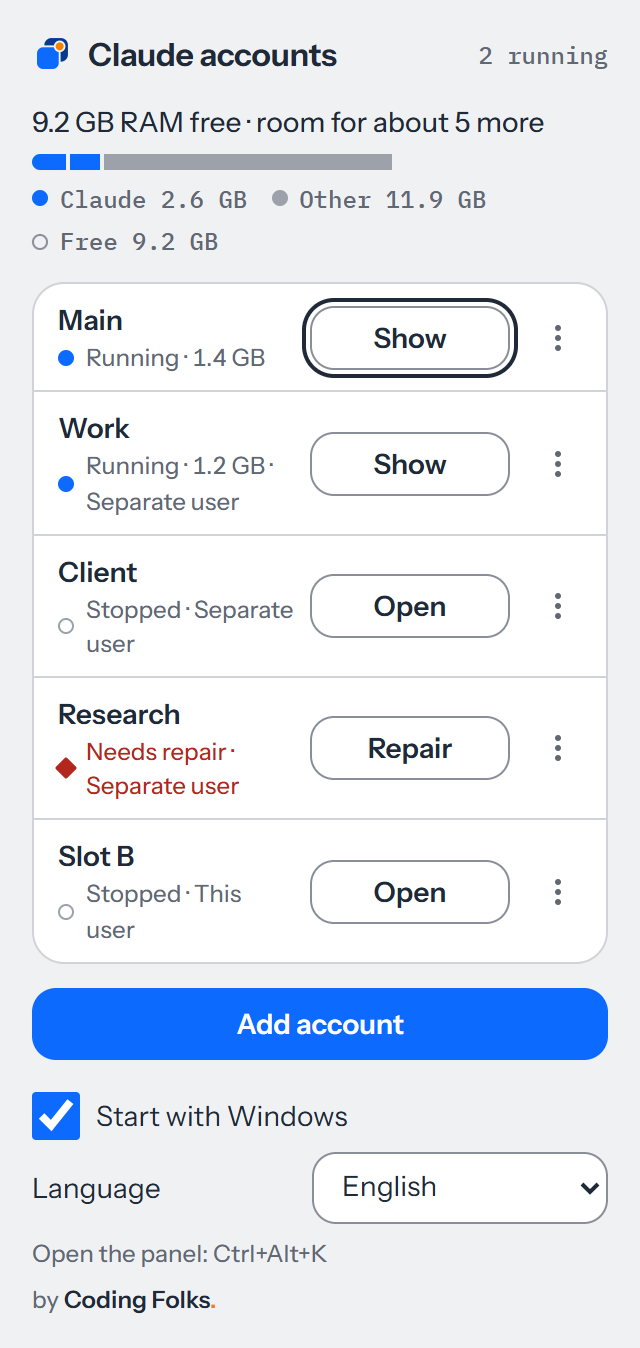 Claude accounts
2 running
9.2 GB RAM free · room for about 5 more
Claude 2.6 GB
Other 11.9 GB
Free 9.2 GB
Main
Running · 1.4 GB
Show
Work
Running · 1.2 GB ·
Separate user
Show
Client
Stopped · Separate
user
Open
Research
Needs repair ·
Separate user
Repair
Slot B
Stopped · This
user
Open
Add account
Start with Windows
Language
English
Open the panel: Ctrl+Alt+K
by Coding Folks.